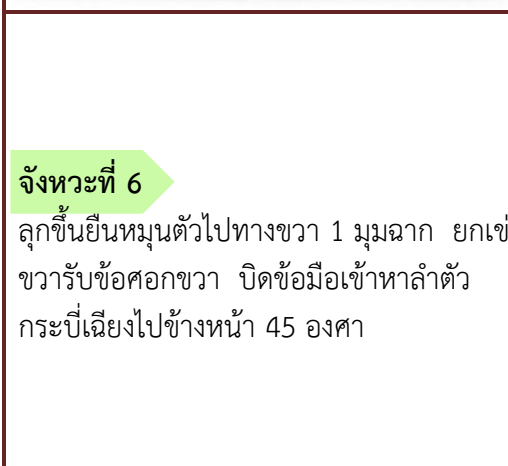 จังหวะที่ 6
ลุกขึ้นยืนหมุนตัวไปทางขวา 1 มุมฉาก ยกเข่
ขวารับข้อศอกขวา บิดข้อมือเข้าหาลำตัว
กระบี่เฉียงไปข้างหน้า 45 องศา